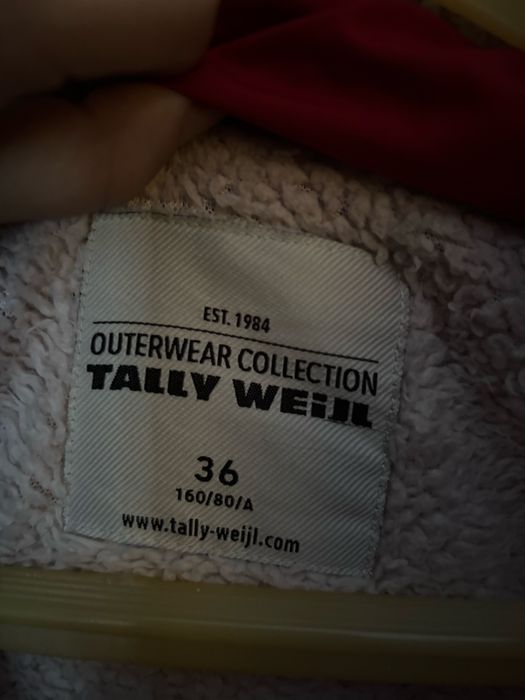 EST. 1984
OUTERWEAR COLLECTION
TALLY WEiJL
36
160/80/A
www.tally-weijl.com